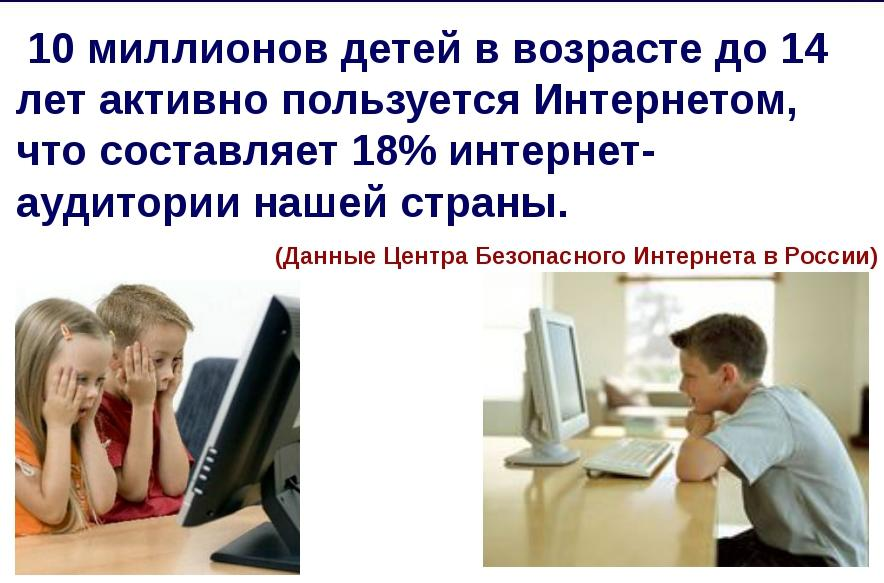 10 миллионов детей в возрасте до 14
лет активно пользуется Интернетом,
что составляет 18% интернет-
аудитории нашей страны.
(Данные Центра Безопасного Интернета в России)